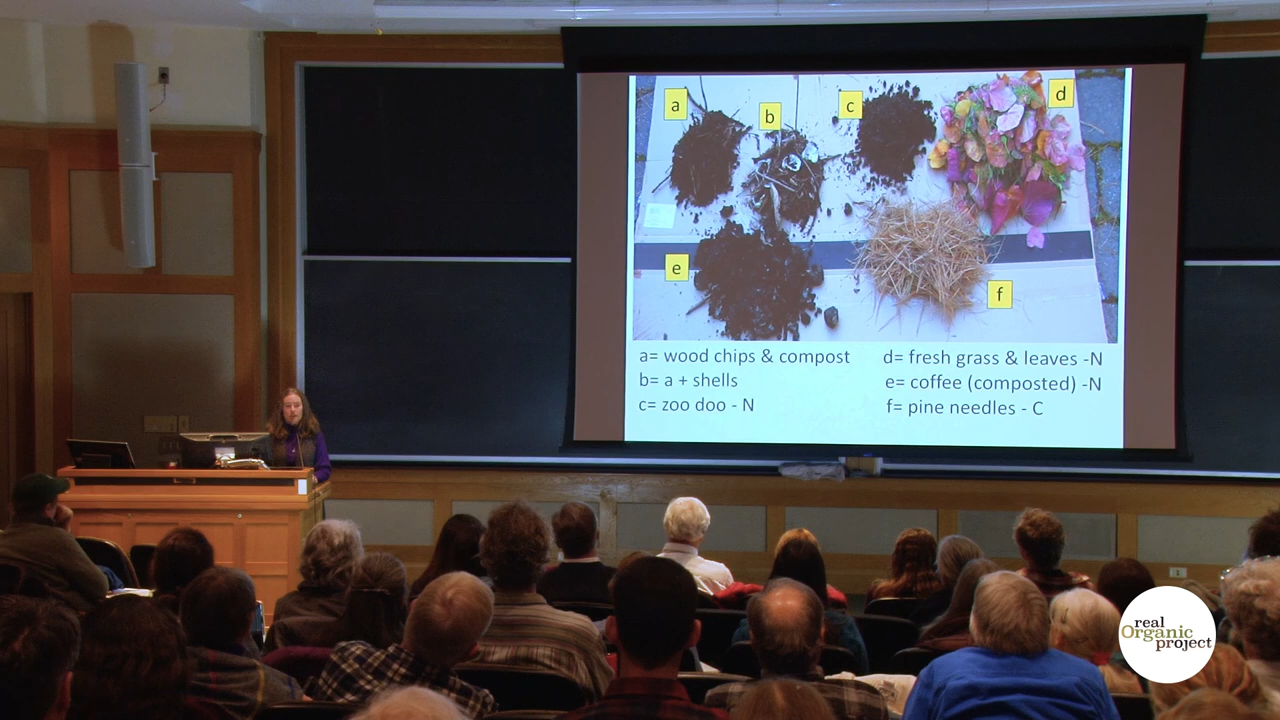 a
b
c
d
e
f
a= wood chips & compost
b= a + shells
c= zoo doo - N
d= fresh grass & leaves -N
e= coffee (composted) -N
f= pine needles - C
real
Organic
project